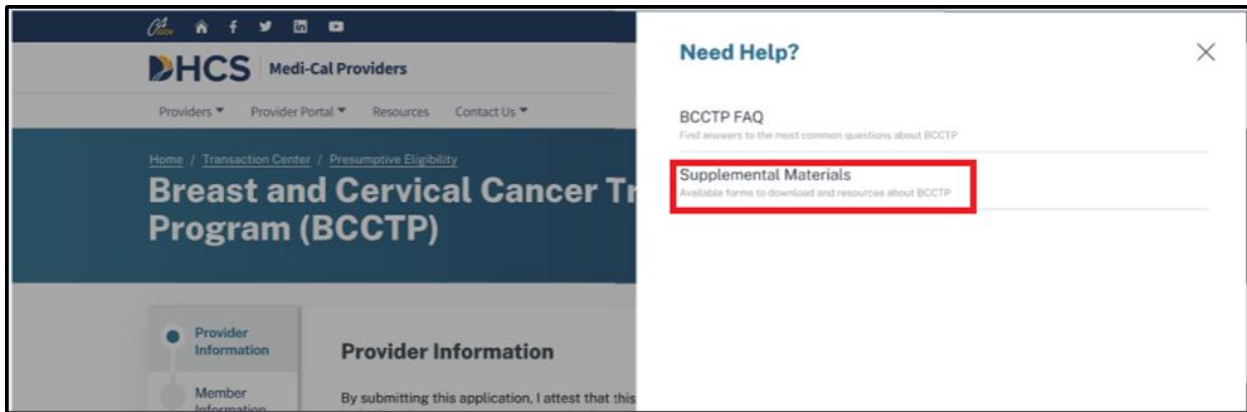 CA.GOV
DHCS Medi-Cal Providers
Providers Provider Portal Resources Contact Us
Home / Transaction Center / Presumptive Eligibility
Breast and Cervical Cancer Tr
Program (BCCTP)
Provider
Information
Member
Information
Provider Information
By submitting this application, I attest that this
Need Help?
BCCTP FAQ
Find answers to the most common questions about BCCTP
Supplemental Materials
Available forms to download and resources about BCCTP